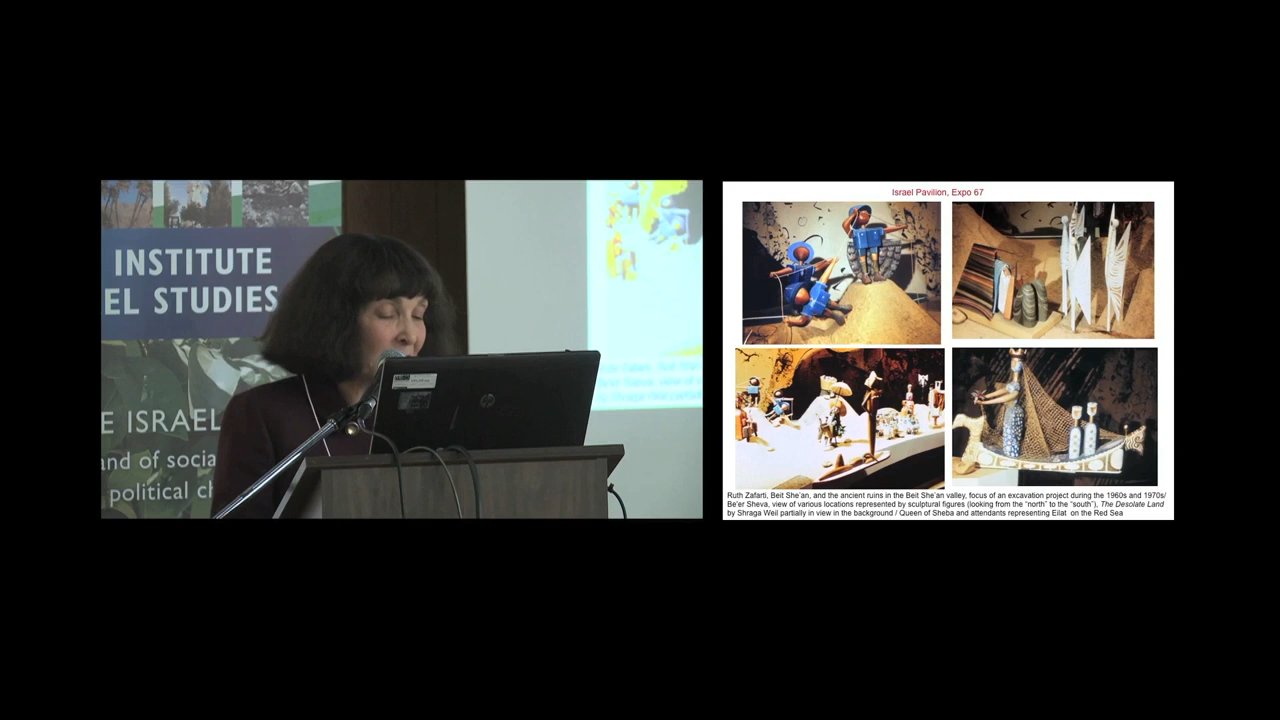 INSTITUTE
EL STUDIES
E ISRAEL
and of socia
political ch
hp
Israel Pavilion, Expo 67
Ruth Zafarti, Beit She'an, and the ancient ruins in the Beit She'an valley, focus of an excavation project during the 1960s and 1970s/
Be'er Sheva, view of various locations represented by sculptural figures (looking from the "north" to the "south"), The Desolate Land
by Shraga Weil partially in view in the background / Queen of Sheba and attendants representing Eilat on the Red Sea